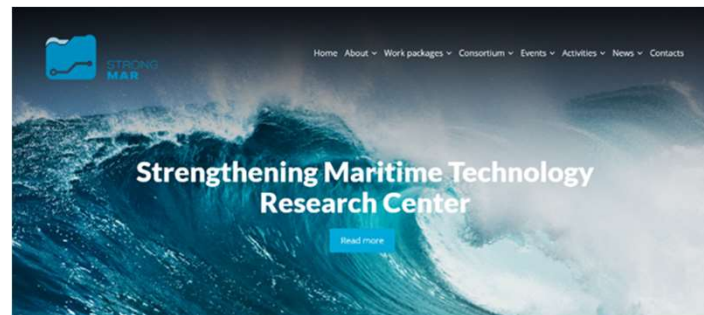 STRONG
MAR
Home About Work packages Consortium Events Activities News Contacts
Strengthening Maritime Technology
Research Center
Read more